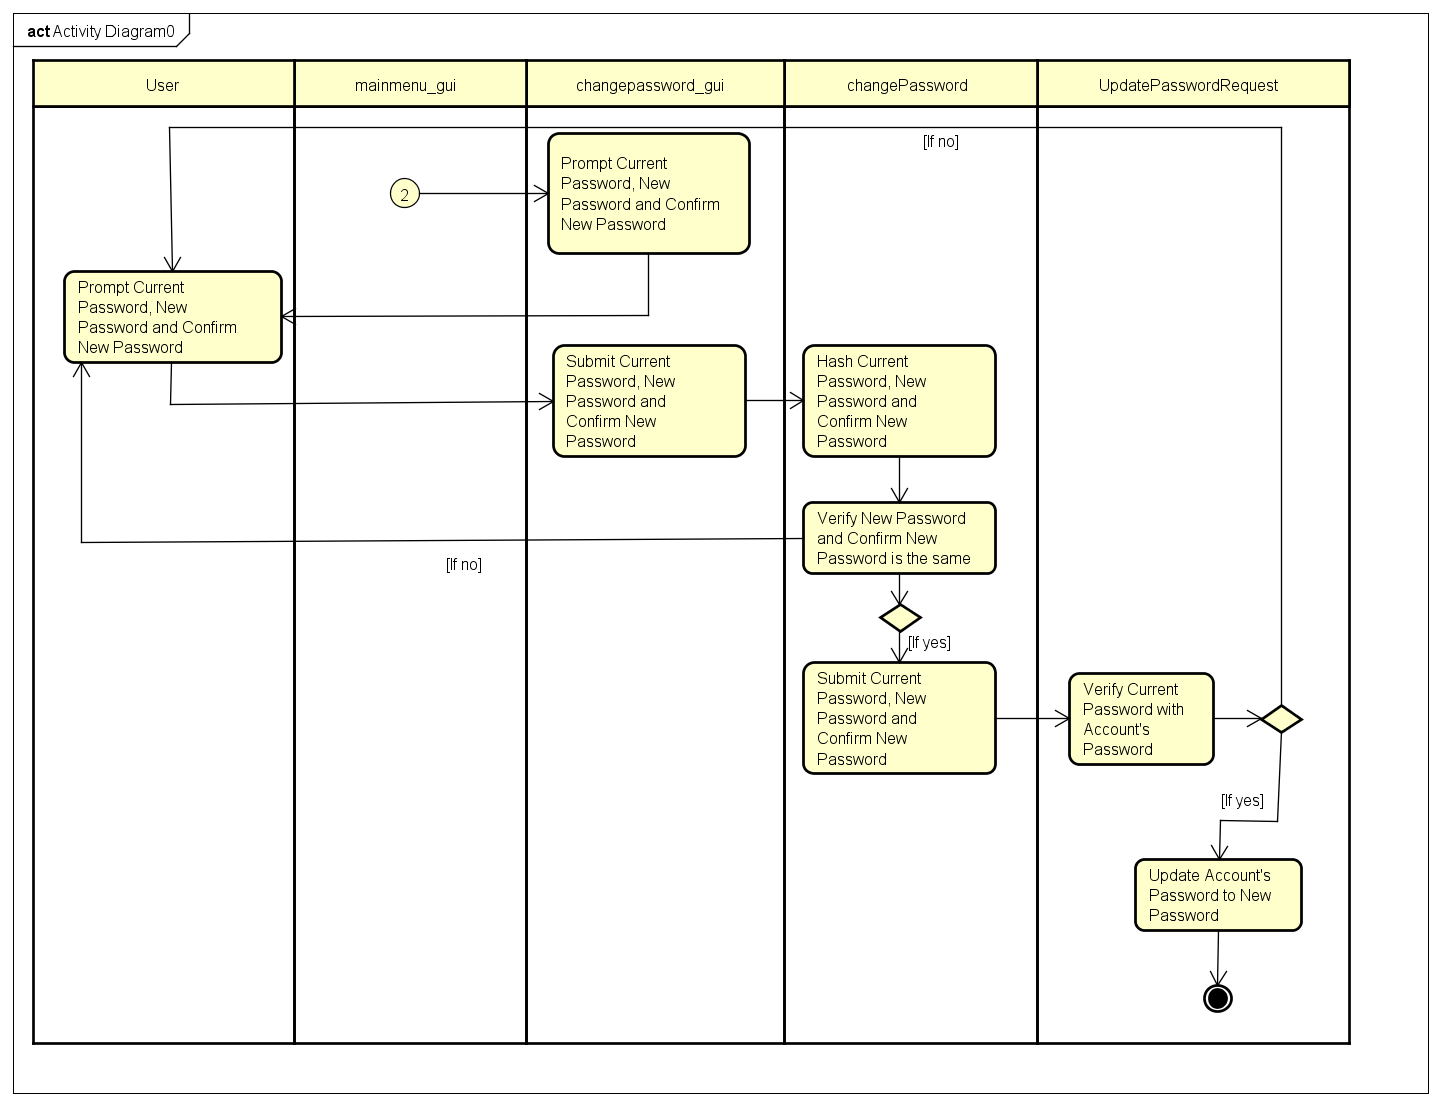 act Activity Diagram0
User
mainmenu_gui
changepassword_gui
changePassword
UpdatePasswordRequest
[If no]
2
Prompt Current
Password, New
Password and Confirm
New Password
Prompt Current
Password, New
Password and Confirm
New Password
Submit Current
Password, New
Password and
Confirm New
Password
Hash Current
Password, New
Password and
Confirm New
Password
Verify New Password
and Confirm New
Password is the same
[If no]
[If yes]
Submit Current
Password, New
Password and
Confirm New
Password
Verify Current
Password with
Account's
Password
[If yes]
Update Account's
Password to New
Password